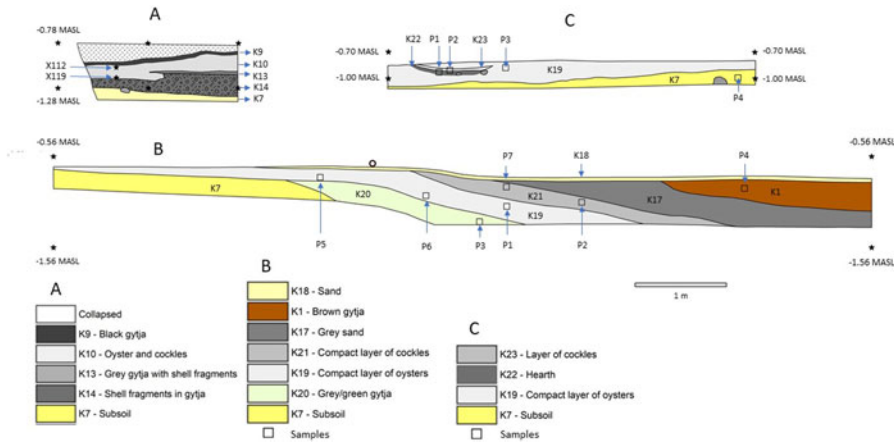 A
-0.78 MASL
K9
K10
K13
K14
K7
X112
X119
-1.28 MASL
C
K22 P1 P2 K23 P3
-0.70 MASL
-0.70 MASL
K19
K7
-1.00 MASL
-1.00 MASL
P4
B
-0.56 MASL
-0.56 MASL
P7 K18 P4
K7
K20
K21
K19
K17
K1
P5 P6 P3 P1 P2
-1.56 MASL
-1.56 MASL
1 m
A
Collapsed
K9 - Black gytja
K10 - Oyster and cockles
K13 - Grey gytja with shell fragments
K14 - Shell fragments in gytja
K7 - Subsoil
B
K18 - Sand
K1 - Brown gytja
K17 - Grey sand
K21 - Compact layer of cockles
K19 - Compact layer of oysters
K20 - Grey/green gytja
K7 - Subsoil
Samples
C
K23 - Layer of cockles
K22 - Hearth
K19 - Compact layer of oysters
K7 - Subsoil
Samples